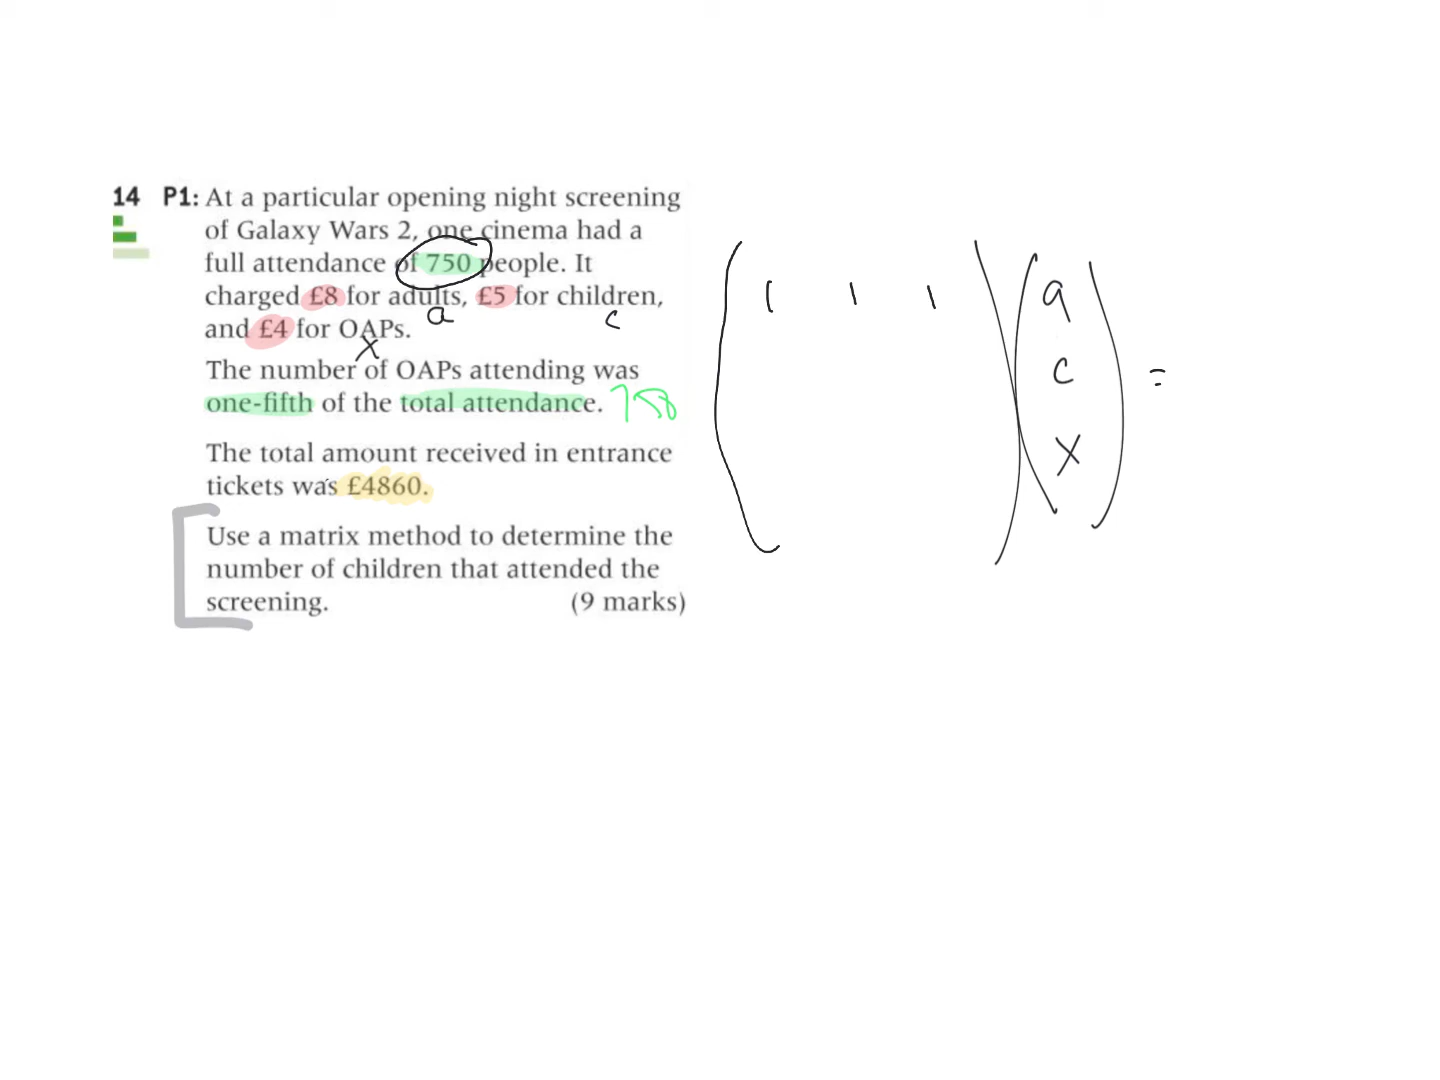 14 P1: At a particular opening night screening
of Galaxy Wars 2, one cinema had a
full attendance of 750 people. It
charged £8 for adults, £5 for children,
a
c
and £4 for OAPs.
x
The number of OAPs attending was
one-fifth of the total attendance. 750
The total amount received in entrance
tickets was £4860.
Use a matrix method to determine the
number of children that attended the
screening. (9 marks)
( 1 1 1 ) ( a
c =
x )